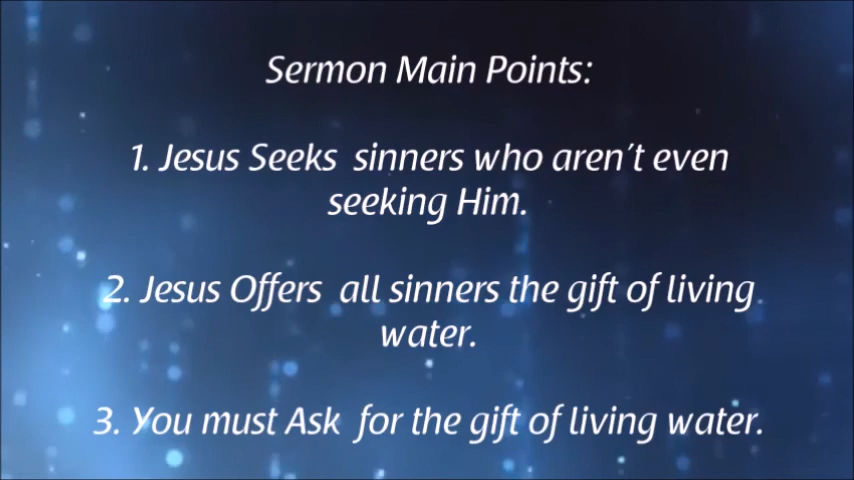 Sermon Main Points:
1. Jesus Seeks  sinners who aren't even
seeking Him.
2. Jesus Offers  all sinners the gift of living
water.
3. You must Ask  for the gift of living water.